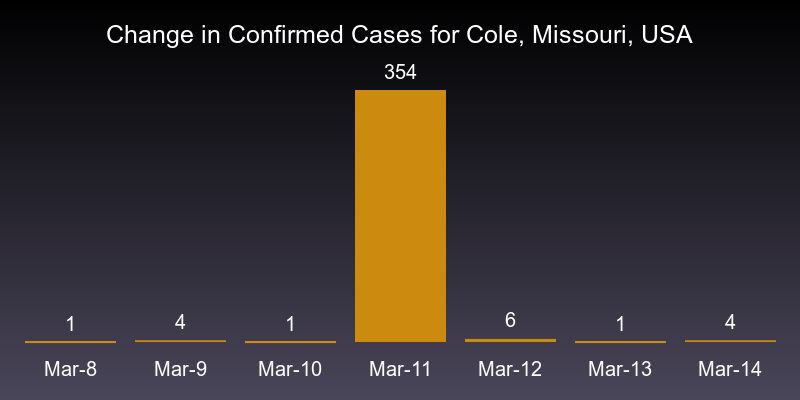 Change in Confirmed Cases for Cole, Missouri, USA
354
1 4 1 6 1 4
Mar-8 Mar-9 Mar-10 Mar-11 Mar-12 Mar-13 Mar-14